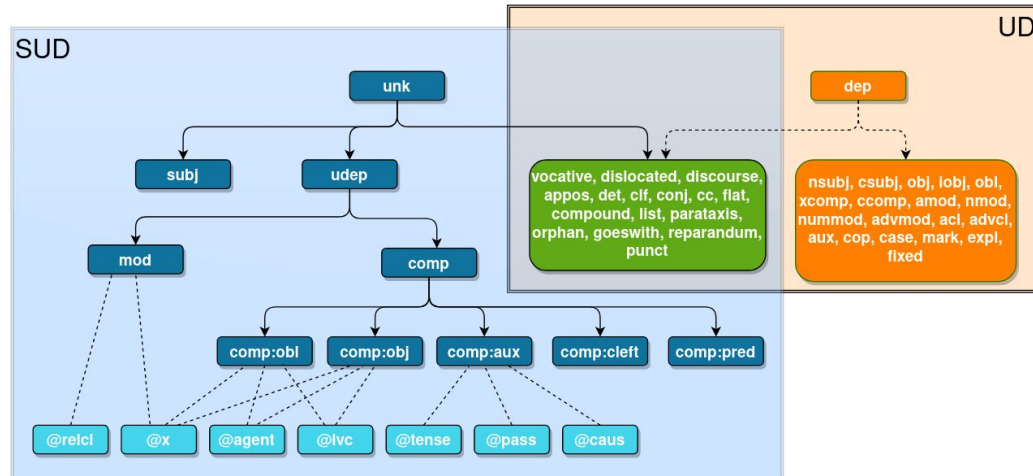 SUD
UD
unk
dep
subj
udep
vocative, dislocated, discourse,
appos, det, clf, conj, cc, flat,
compound, list, parataxis,
orphan, goeswith, reparandum,
punct
nsubj, csubj, obj, iobj, obl,
xcomp, ccomp, amod, nmod,
nummod, advmod, acl, advcl,
aux, cop, case, mark, expl,
fixed
mod
comp
comp:obl
comp:obj
comp:aux
comp:cleft
comp:pred
@relcl
@x
@agent
@lvc
@tense
@pass
@caus